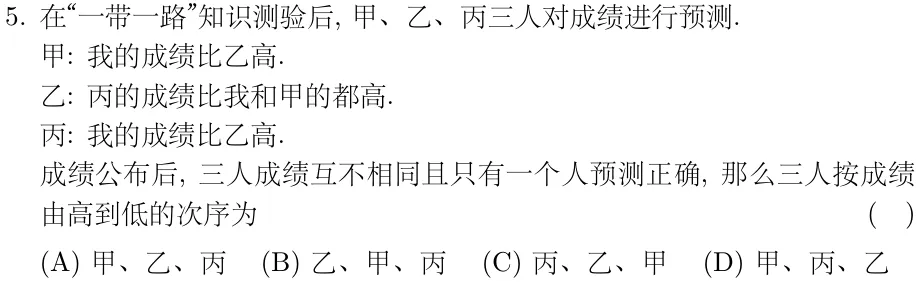 5. 在“一带一路”知识测验后, 甲、乙、丙三人对成绩进行预测.
甲: 我的成绩比乙高.
乙: 丙的成绩比我和甲的都高.
丙: 我的成绩比乙高.
成绩公布后, 三人成绩互不相同且只有一个人预测正确, 那么三人按成绩
由高到低的次序为 ( )
(A) 甲、乙、丙 (B) 乙、甲、丙 (C) 丙、乙、甲 (D) 甲、丙、乙